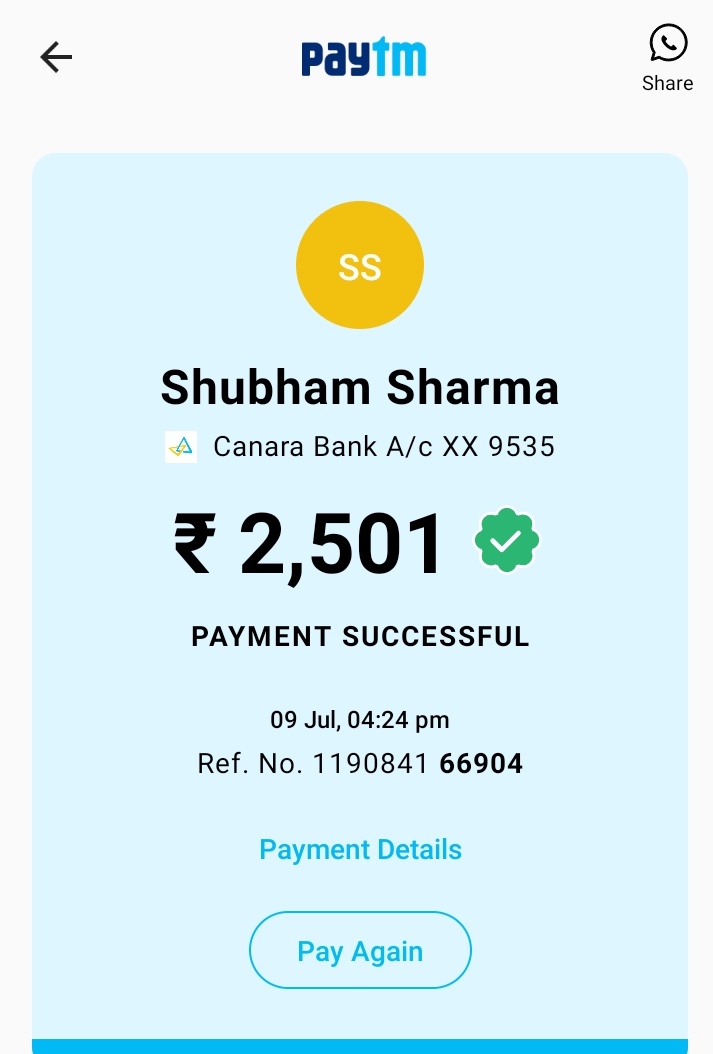 paytm
Share
SS
Shubham Sharma
Canara Bank A/c XX 9535
₹ 2,501
PAYMENT SUCCESSFUL
09 Jul, 04:24 pm
Ref. No. 1190841 66904
Payment Details
Pay Again